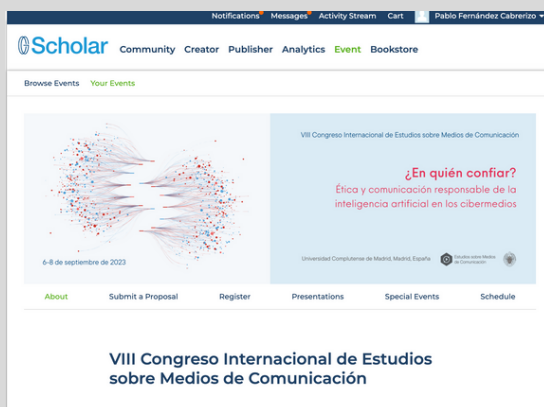 Notifications Messages Activity Stream Cart Pablo Fernández Cabrerizo
Scholar Community Creator Publisher Analytics Event Bookstore
Browse Events Your Events
VIII Congreso Internacional de Estudios sobre Medios de Comunicación
¿En quién confiar?
Ética y comunicación responsable de la
inteligencia artificial en los cibermedios
6-8 de septiembre de 2023
Universidad Complutense de Madrid, Madrid, España
Estudios sobre Medios
de Comunicación
About Submit a Proposal Register Presentations Special Events Schedule
VIII Congreso Internacional de Estudios
sobre Medios de Comunicación